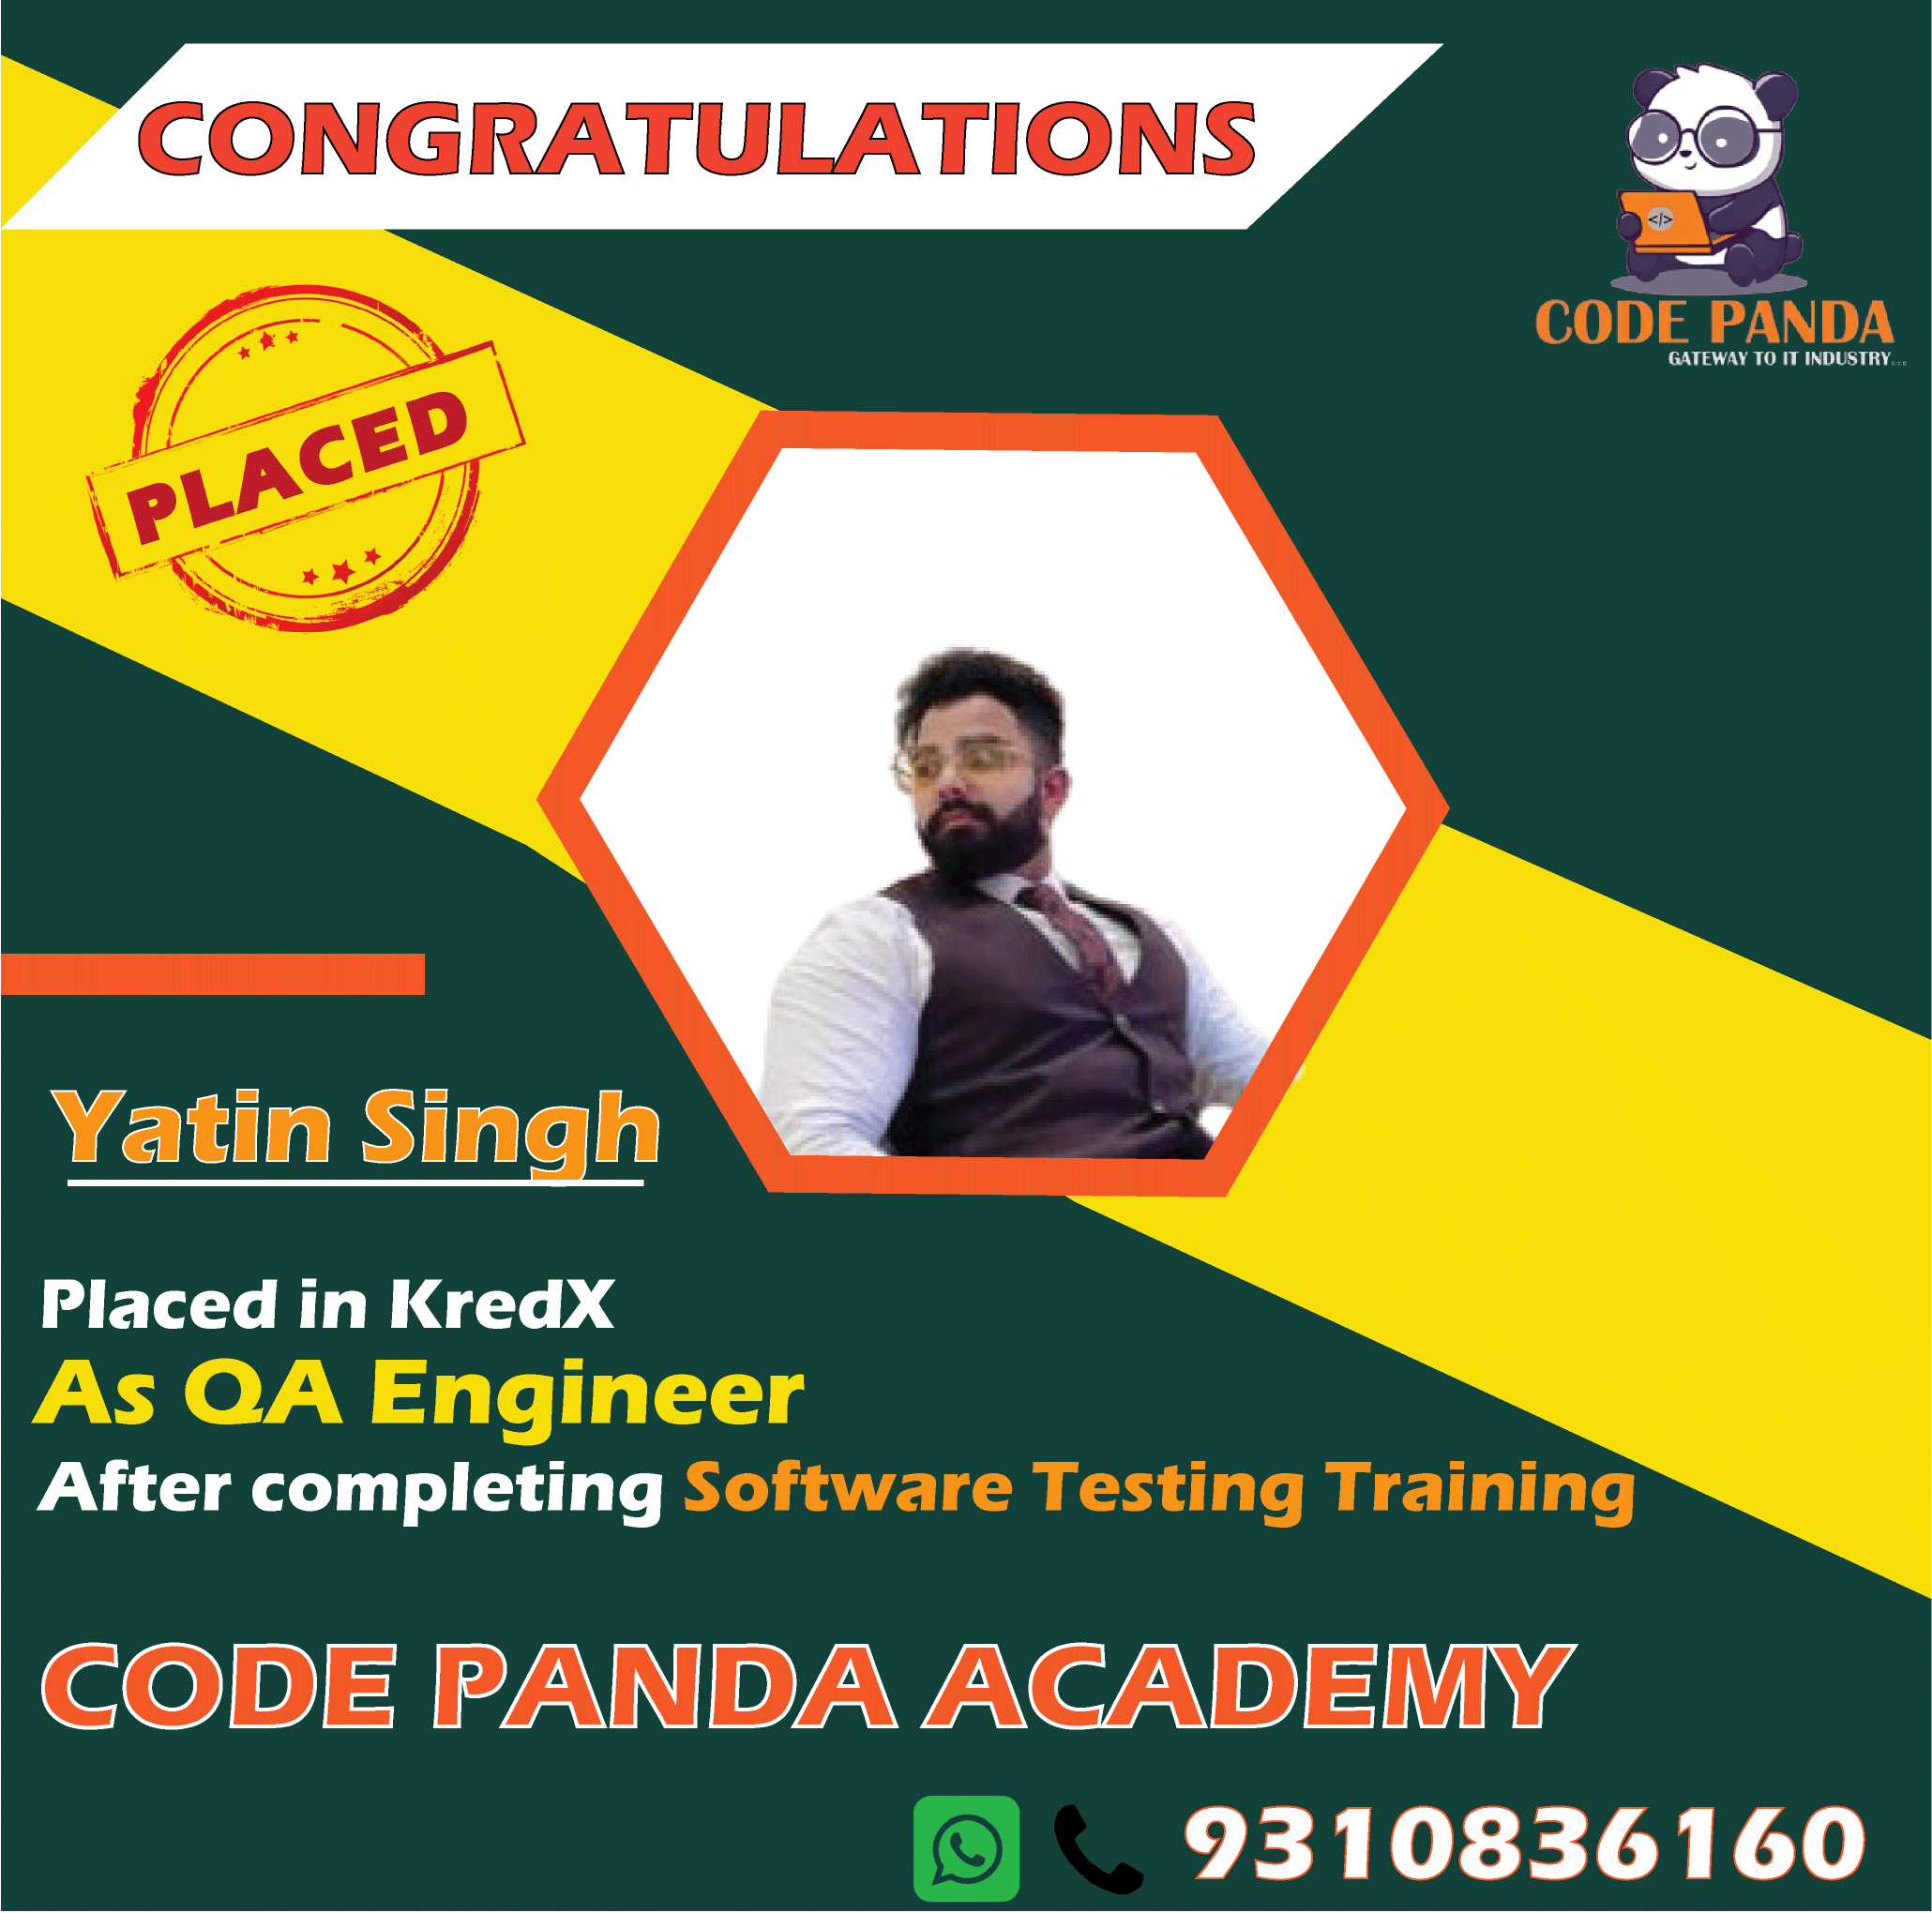 CONGRATULATIONS
</>
CODE PANDA
GATEWAY TO IT INDUSTRY...
PLACED
Yatin Singh
Placed in KredX
As QA Engineer
After completing Software Testing Training
CODE PANDA ACADEMY
9310836160